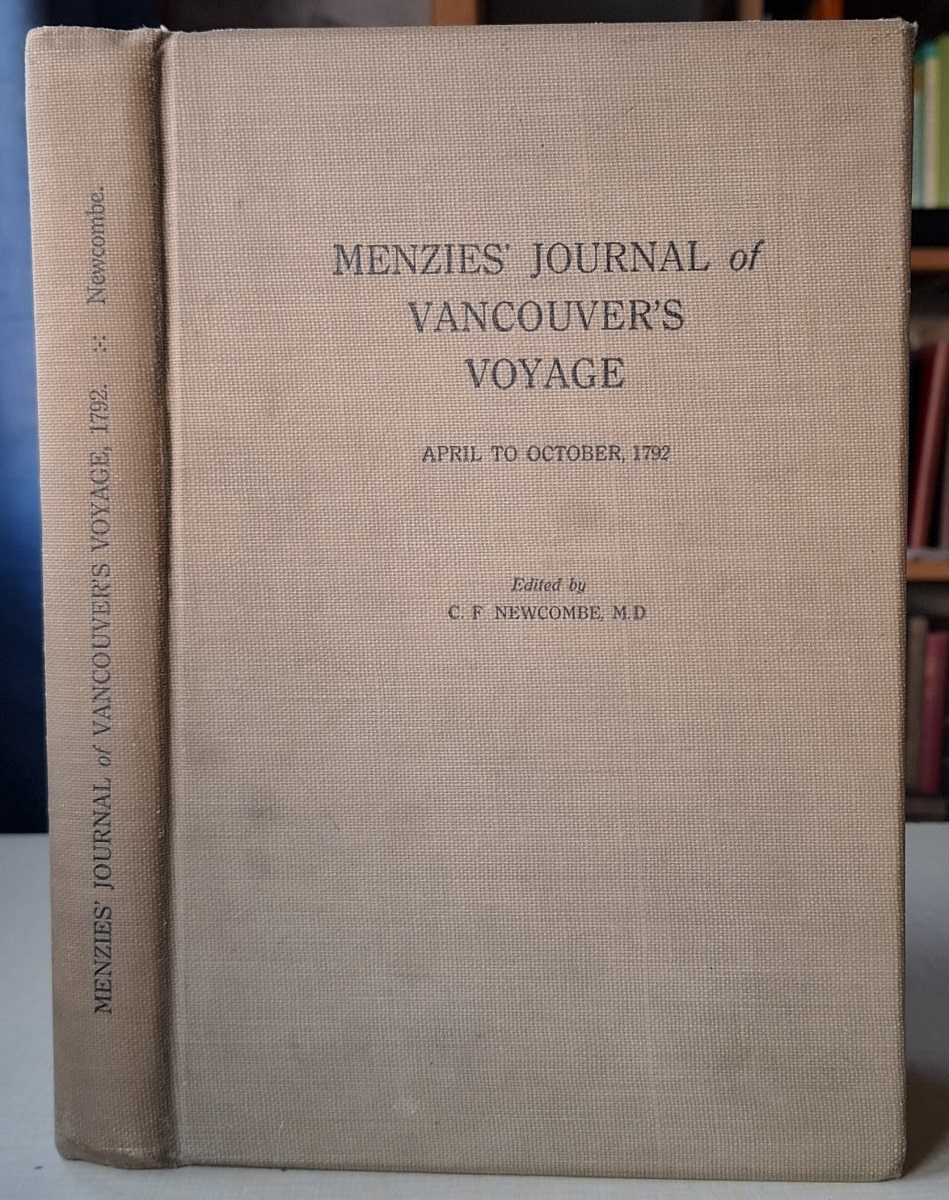 MENZIES' JOURNAL of VANCOUVER'S VOYAGE, 1792. :: Newcombe.
MENZIES' JOURNAL of
VANCOUVER'S
VOYAGE
APRIL TO OCTOBER, 1792
Edited by
C. F NEWCOMBE, M.D